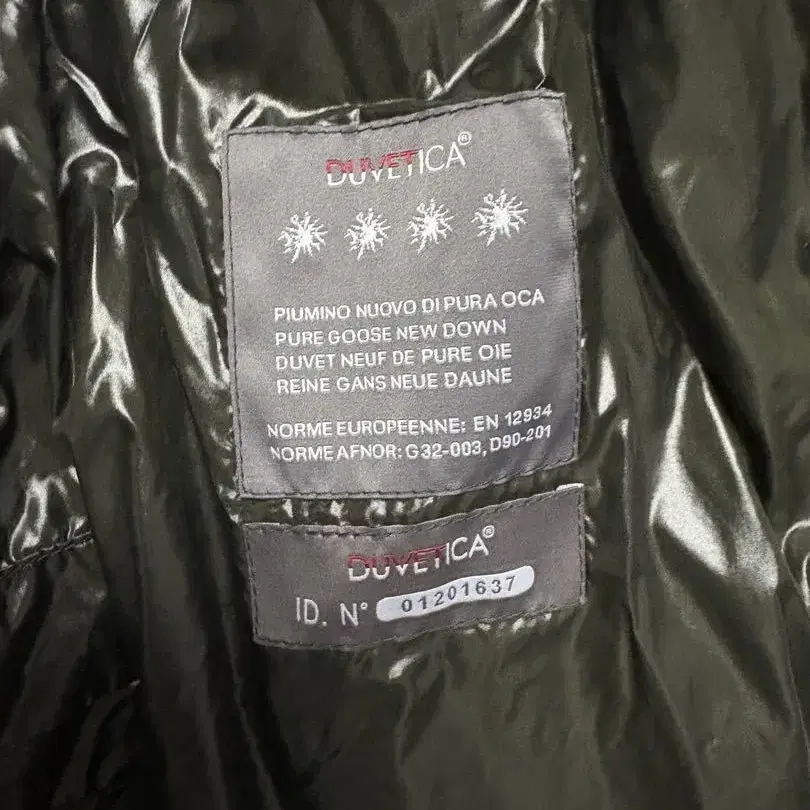 DUVETICA®
PIUMINO NUOVO DI PURA OCA
PURE GOOSE NEW DOWN
DUVET NEUF DE PURE OIE
REINE GANS NEUE DAUNE
NORME EUROPEENNE: EN 12934
NORME AFNOR: G32-003, D90-201
DUVETICA®
ID. N° 01201637